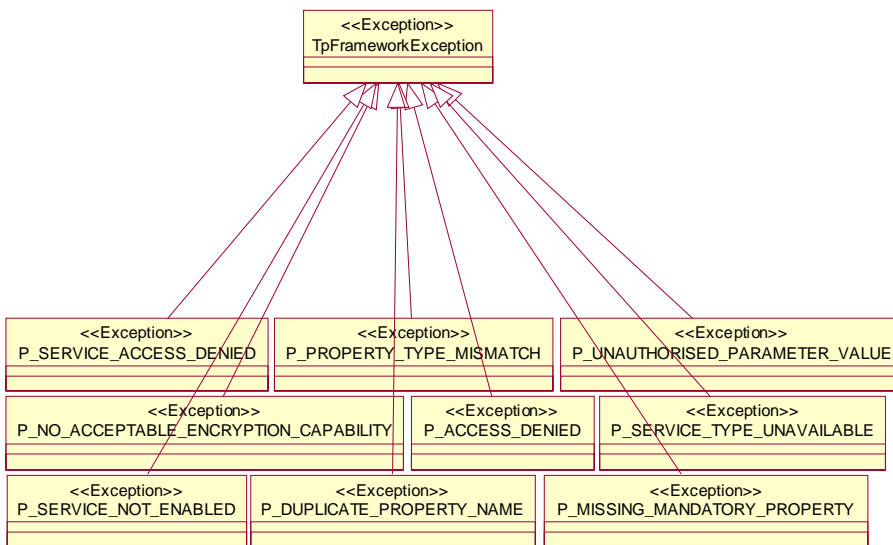 <<Exception>>
TpFrameworkException
<<Exception>>
P_SERVICE_ACCESS_DENIED
<<Exception>>
P_PROPERTY_TYPE_MISMATCH
<<Exception>>
P_UNAUTHORISED_PARAMETER_VALUE
<<Exception>>
P_NO_ACCEPTABLE_ENCRYPTION_CAPABILITY
<<Exception>>
P_ACCESS_DENIED
<<Exception>>
P_SERVICE_TYPE_UNAVAILABLE
<<Exception>>
P_SERVICE_NOT_ENABLED
<<Exception>>
P_DUPLICATE_PROPERTY_NAME
<<Exception>>
P_MISSING_MANDATORY_PROPERTY